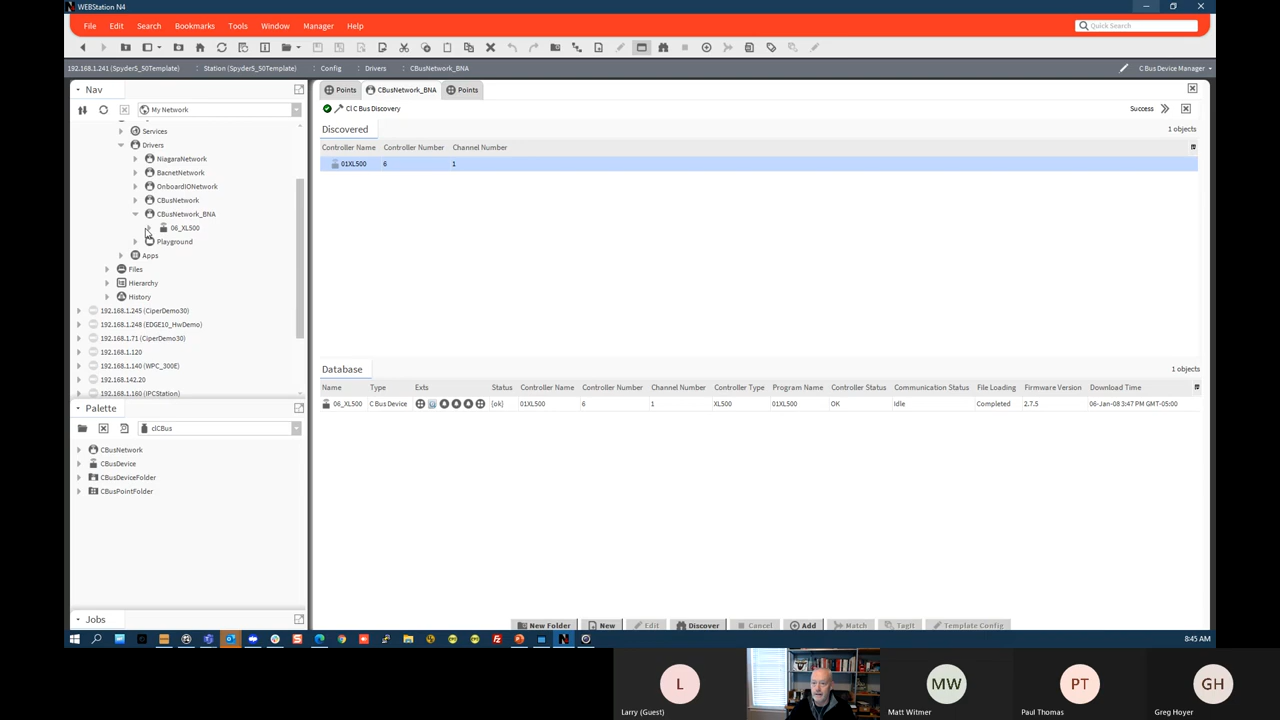 WEBStation N4
File Edit Search Bookmarks Tools Window Manager Help
Quick Search
192.168.1.241 (Spyder5_50Template) : Station (Spyder5_50Template) : Config : Drivers : CBusNetwork_BNA
C Bus Device Manager
Nav
My Network
Services
Drivers
NiagaraNetwork
BacnetNetwork
OnboardIONetwork
CBusNetwork
CBusNetwork_BNA
06_XL500
Playground
Apps
Files
Hierarchy
History
192.168.1.245 (CiperDemo30)
192.168.1.248 (EDGE10_HwDemo)
192.168.1.71 (CiperDemo30)
192.168.1.120
192.168.1.140 (WPC_300E)
192.168.142.20
192.168.1.160 (IPCStation)
Palette
clCBus
CBusNetwork
CBusDevice
CBusDeviceFolder
CBusPointFolder
Jobs
Points CBusNetwork_BNA Points
Cl C Bus Discovery
Success
Discovered
1 objects
Controller Name Controller Number Channel Number
01XL500 6 1
Database
1 objects
Name Type Exts Status Controller Name Controller Number Channel Number Controller Type Program Name Controller Status Communication Status File Loading Firmware Version Download Time
06_XL500 C Bus Device {ok} 01XL500 6 1 XL500 01XL500 OK Idle Completed 2.7.5 06-Jan-08 3:47 PM GMT-05:00
New Folder New Edit Discover Cancel Add Match TagIt Template Config
8:45 AM
L MW PT GH
Larry (Guest) Matt Witmer Paul Thomas Greg Hoyer